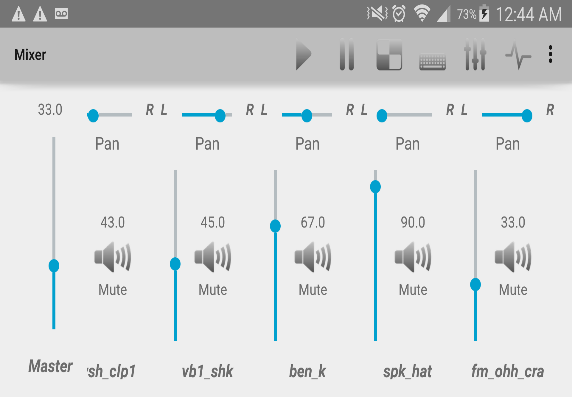 73% 12:44 AM
Mixer
33.0 R L R L R L R L R
Pan Pan Pan Pan Pan
43.0 45.0 67.0 90.0 33.0
Mute Mute Mute Mute Mute
Master sh_clp1 vb1_shk ben_k spk_hat fm_ohh_cra